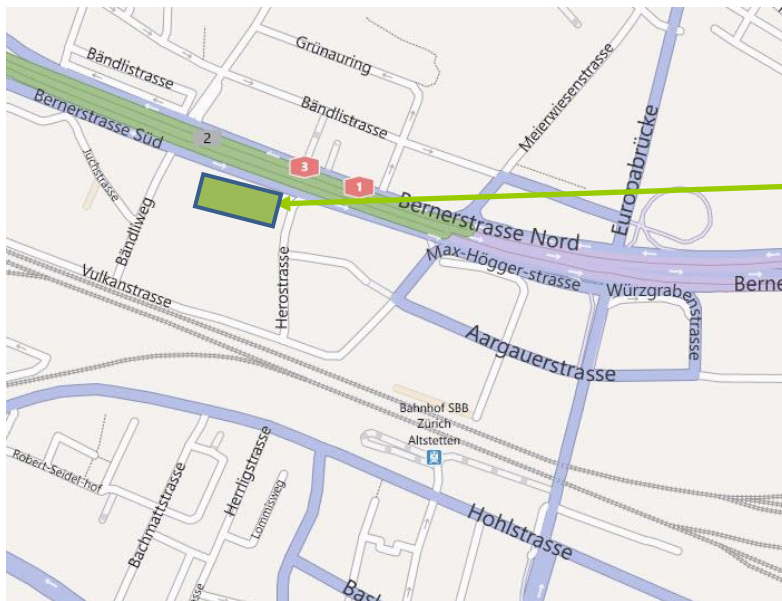 Grünauring
Bändlistrasse
Bernerstrasse Süd
2
Bändlistrasse
Meierwiesenstrasse
Europabrücke
3
1
Juchstrasse
Bändliweg
Bernerstrasse Nord
Max-Högger-strasse
Würzgrabenstrasse
Berne
Vulkanstrasse
Herostrasse
Aargauerstrasse
Bahnhof SBB
Zürich
Altstetten
Robert-Seidel-hof
Bachmattstrasse
Herrligstrasse
Lommisweg
Hohlstrasse